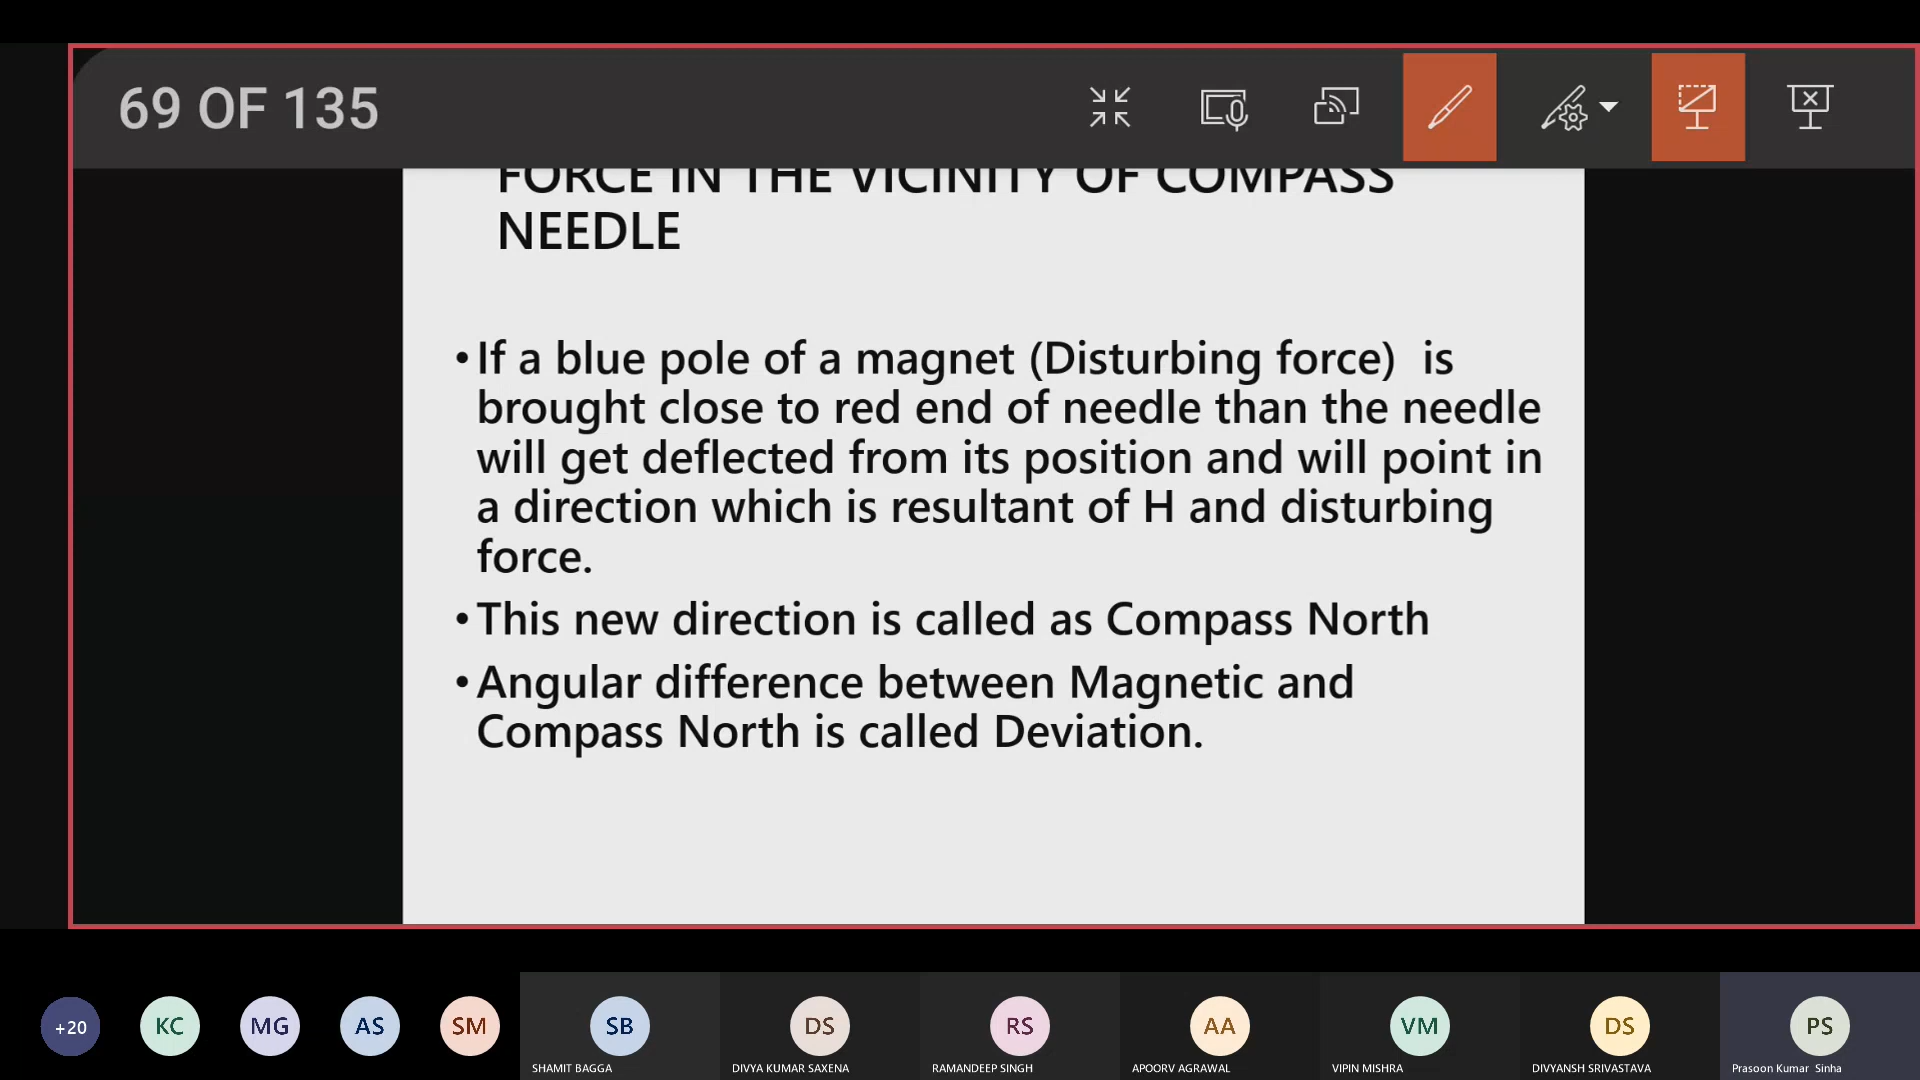 69 OF 135
FORCE IN THE VICINITY OF COMPASS
NEEDLE
•If a blue pole of a magnet (Disturbing force)  is
brought close to red end of needle than the needle
will get deflected from its position and will point in
a direction which is resultant of H and disturbing
force.
•This new direction is called as Compass North
•Angular difference between Magnetic and
Compass North is called Deviation.
+20 KC MG AS SM SB DS RS AA VM DS PS
SHAMIT BAGGA DIVYA KUMAR SAXENA RAMANDEEP SINGH APOORV AGRAWAL VIPIN MISHRA DIVYANSH SRIVASTAVA Prasoon Kumar  Sinha